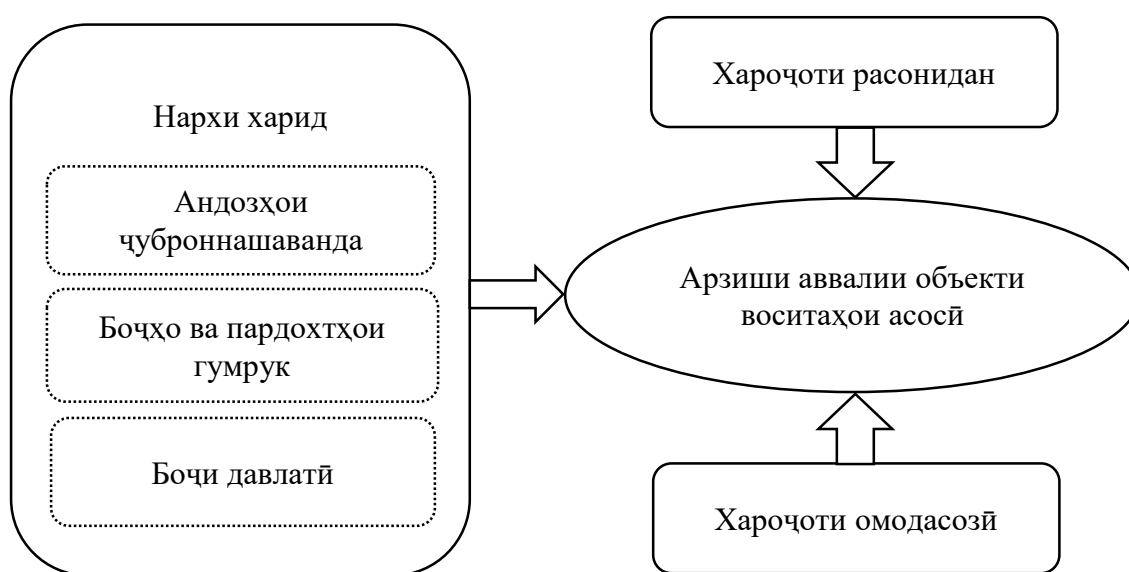 Нархи харид
Андозҳои
ҷуброннашаванда
Боҷҳо ва пардохтҳои
гумрук
Боҷи давлатӣ
Хароҷоти расонидан
Арзиши аввалии объекти
воситаҳои асосӣ
Хароҷоти омодасозӣ